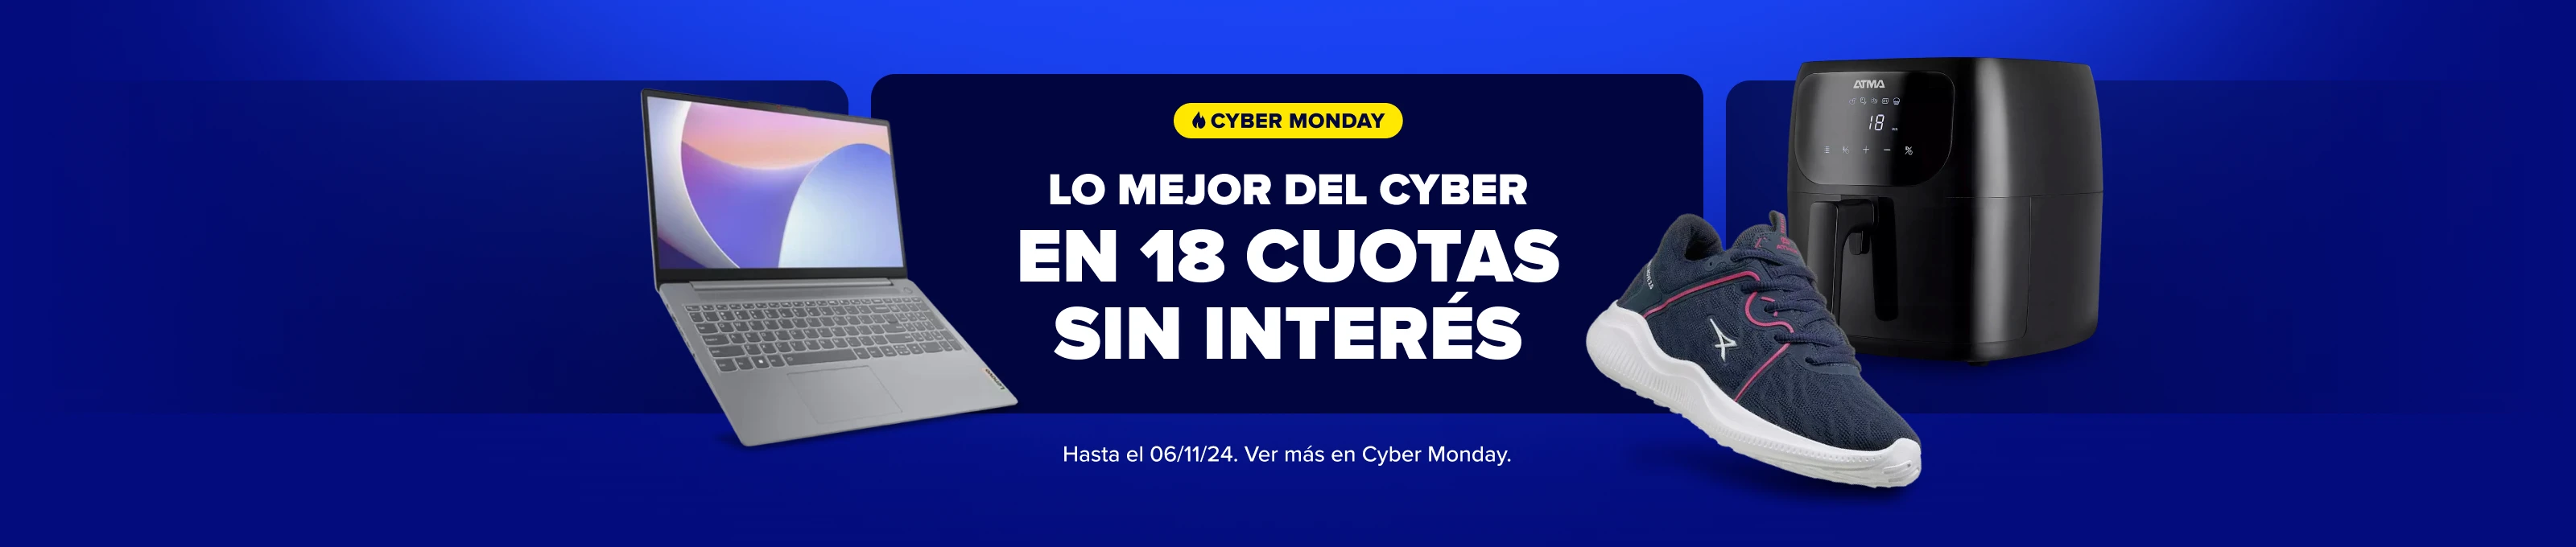 CYBER MONDAY
LO MEJOR DEL CYBER
EN 18 CUOTAS
SIN INTERÉS
Hasta el 06/11/24. Ver más en Cyber Monday.
ATMA
18